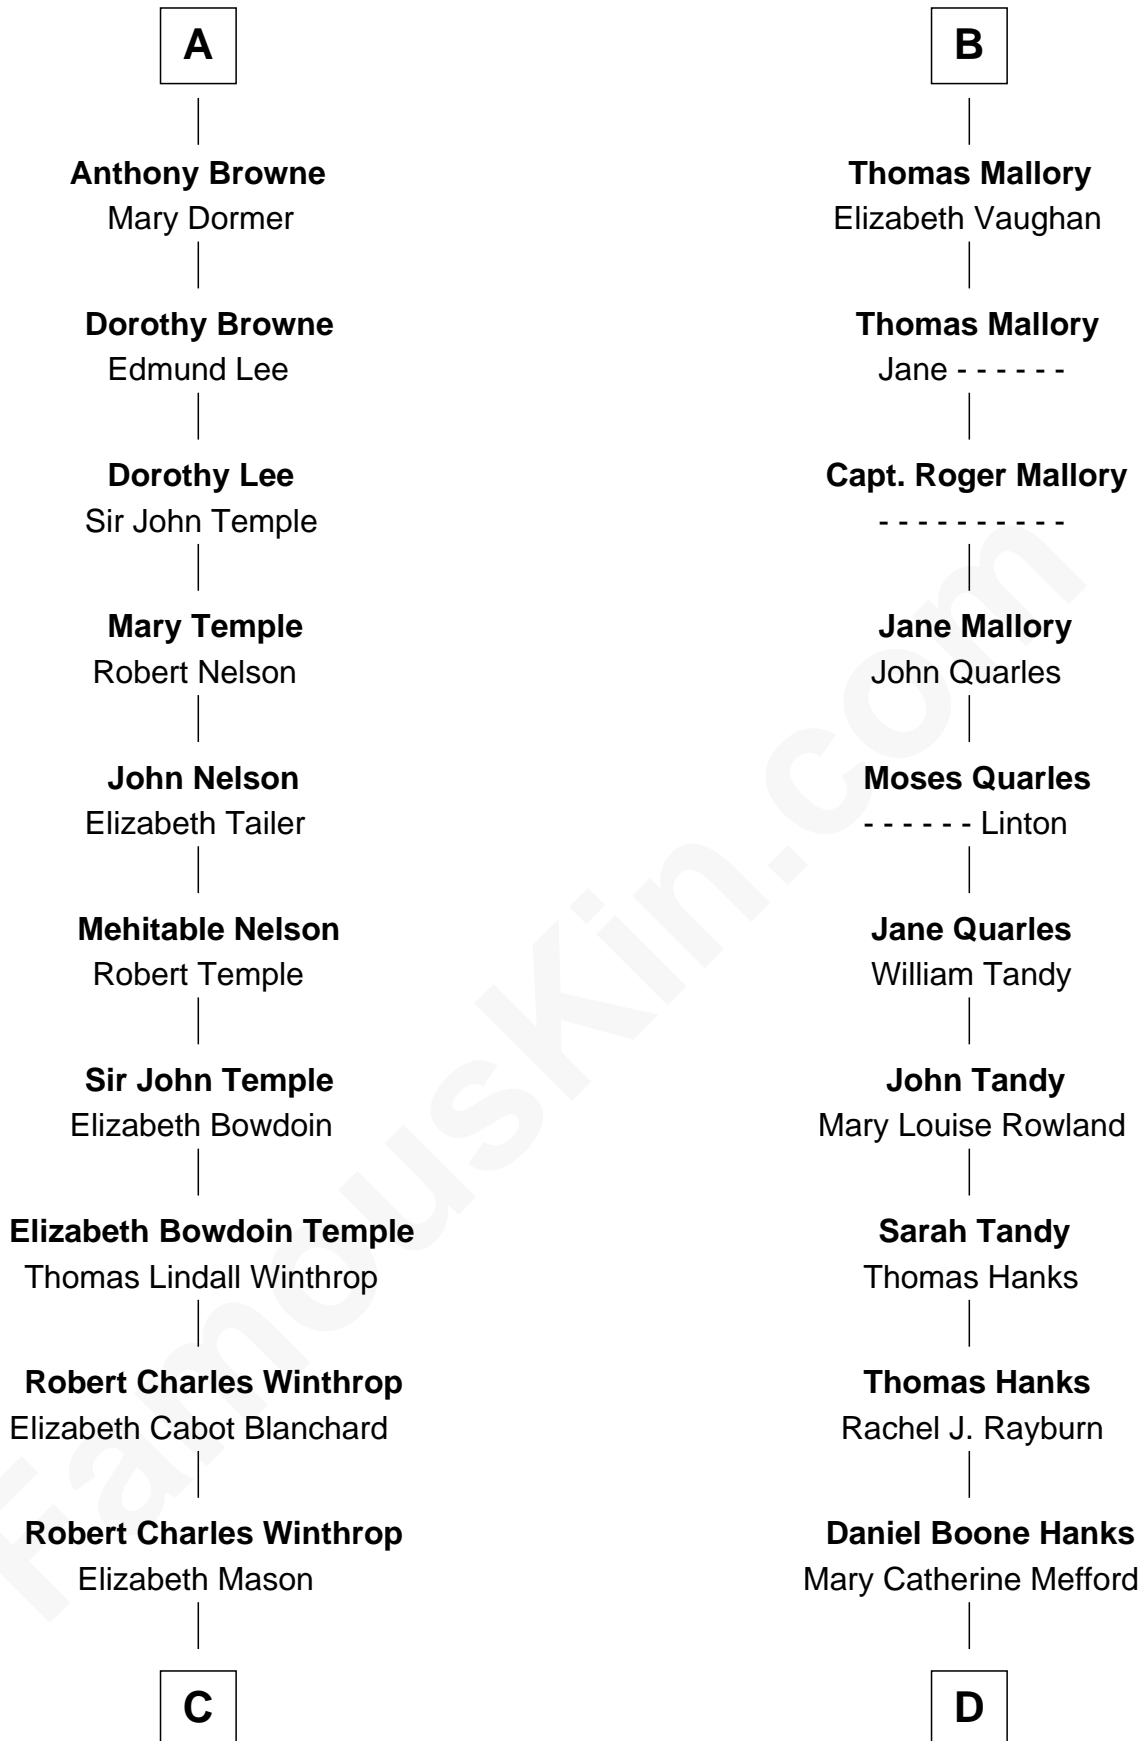 A
Anthony Browne
Mary Dormer
Dorothy Browne
Edmund Lee
Dorothy Lee
Sir John Temple
Mary Temple
Robert Nelson
John Nelson
Elizabeth Tailer
Mehitable Nelson
Robert Temple
Sir John Temple
Elizabeth Bowdoin
Elizabeth Bowdoin Temple
Thomas Lindall Winthrop
Robert Charles Winthrop
Elizabeth Cabot Blanchard
Robert Charles Winthrop
Elizabeth Mason
C
B
Thomas Mallory
Elizabeth Vaughan
Thomas Mallory
Jane - - - - - -
Capt. Roger Mallory
- - - - - - - - - -
Jane Mallory
John Quarles
Moses Quarles
- - - - - - Linton
Jane Quarles
William Tandy
John Tandy
Mary Louise Rowland
Sarah Tandy
Thomas Hanks
Thomas Hanks
Rachel J. Rayburn
Daniel Boone Hanks
Mary Catherine Mefford
D
FamousKin.com